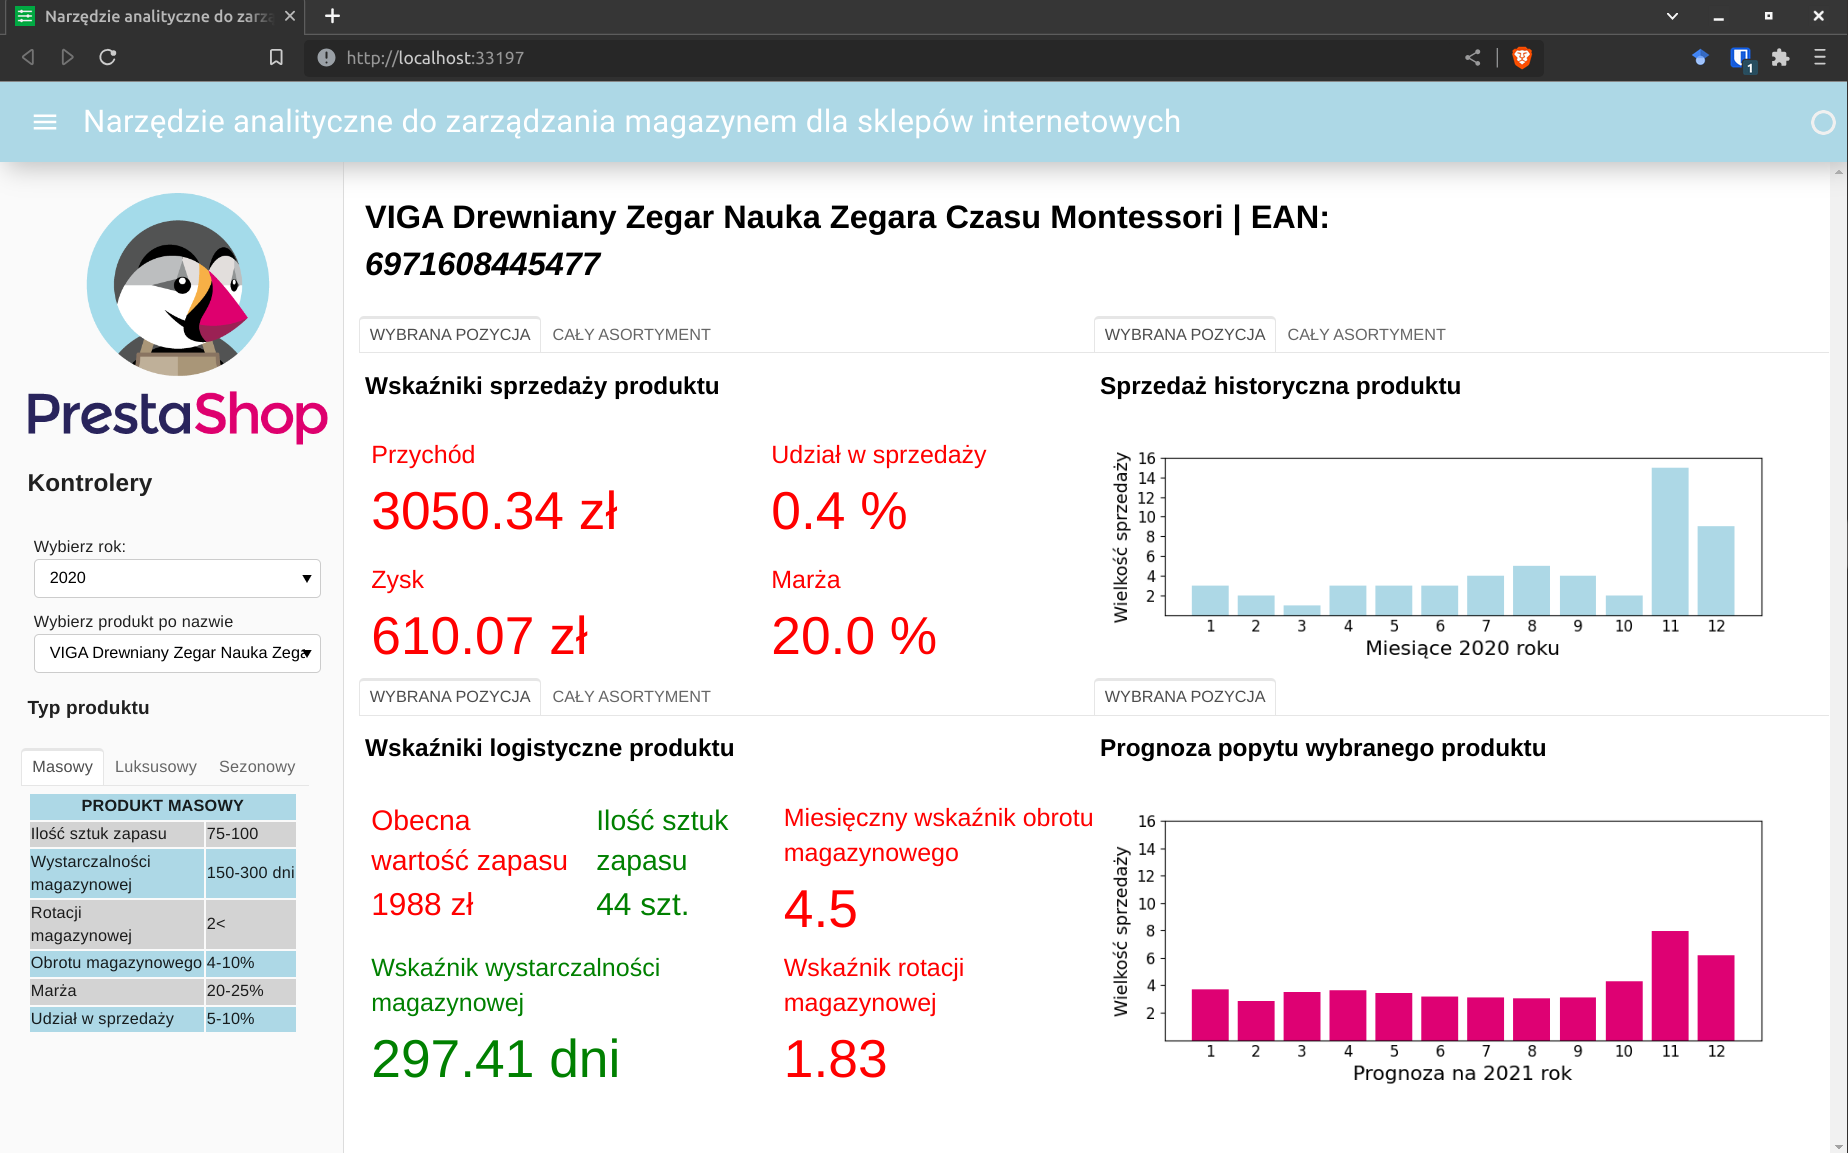 Narzędzie analityczne do zarz
http://localhost:33197
1
Narzędzie analityczne do zarządzania magazynem dla sklepów internetowych
PrestaShop
Kontrolery
Wybierz rok:
2020
Wybierz produkt po nazwie
VIGA Drewniany Zegar Nauka Zega
Typ produktu
Masowy Luksusowy Sezonowy
PRODUKT MASOWY
Ilość sztuk zapasu 75-100
Wystarczalności
magazynowej 150-300 dni
Rotacji
magazynowej 2<
Obrotu magazynowego 4-10%
Marża 20-25%
Udział w sprzedaży 5-10%
VIGA Drewniany Zegar Nauka Zegara Czasu Montessori | EAN:
6971608445477
WYBRANA POZYCJA CAŁY ASORTYMENT
Wskaźniki sprzedaży produktu
Przychód
3050.34 zł
Udział w sprzedaży
0.4 %
Zysk
610.07 zł
Marża
20.0 %
WYBRANA POZYCJA CAŁY ASORTYMENT
Sprzedaż historyczna produktu
Wielkość sprzedaży
16
14
12
10
8
6
4
2
1 2 3 4 5 6 7 8 9 10 11 12
Miesiące 2020 roku
WYBRANA POZYCJA CAŁY ASORTYMENT
Wskaźniki logistyczne produktu
Obecna
wartość zapasu
1988 zł
Ilość sztuk
zapasu
44 szt.
Miesięczny wskaźnik obrotu
magazynowego
4.5
Wskaźnik wystarczalności
magazynowej
297.41 dni
Wskaźnik rotacji
magazynowej
1.83
WYBRANA POZYCJA
Prognoza popytu wybranego produktu
Wielkość sprzedaży
16
14
12
10
8
6
4
2
1 2 3 4 5 6 7 8 9 10 11 12
Prognoza na 2021 rok